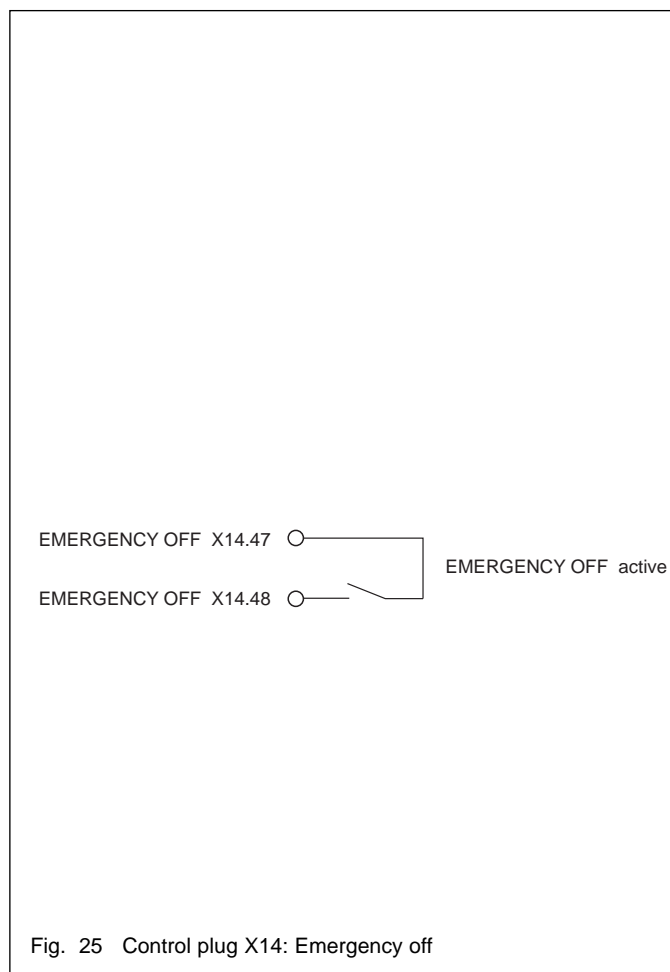 EMERGENCY OFF X14.47
EMERGENCY OFF active
EMERGENCY OFF X14.48
Fig. 25 Control plug X14: Emergency off